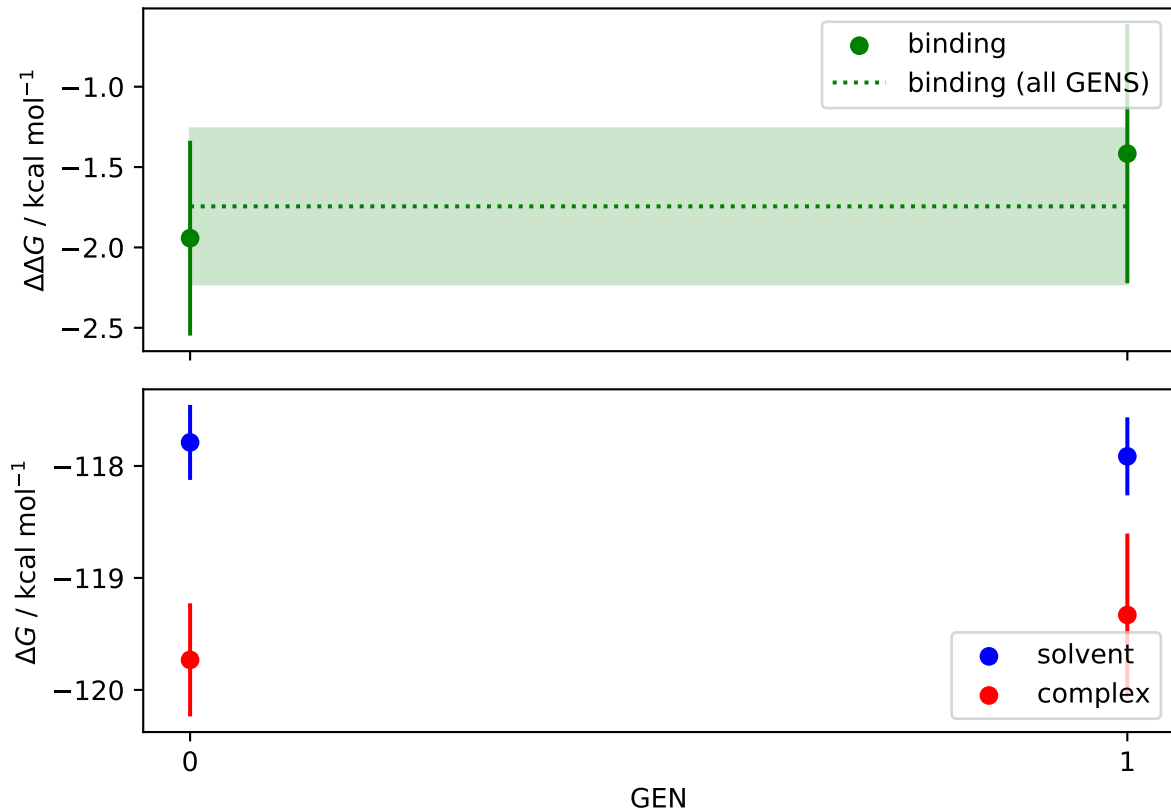 binding
binding (all GENS)
−1.0
−1.5
−2.0
−2.5
ΔΔG / kcal mol⁻¹
−118
−119
−120
ΔG / kcal mol⁻¹
solvent
complex
0
1
GEN